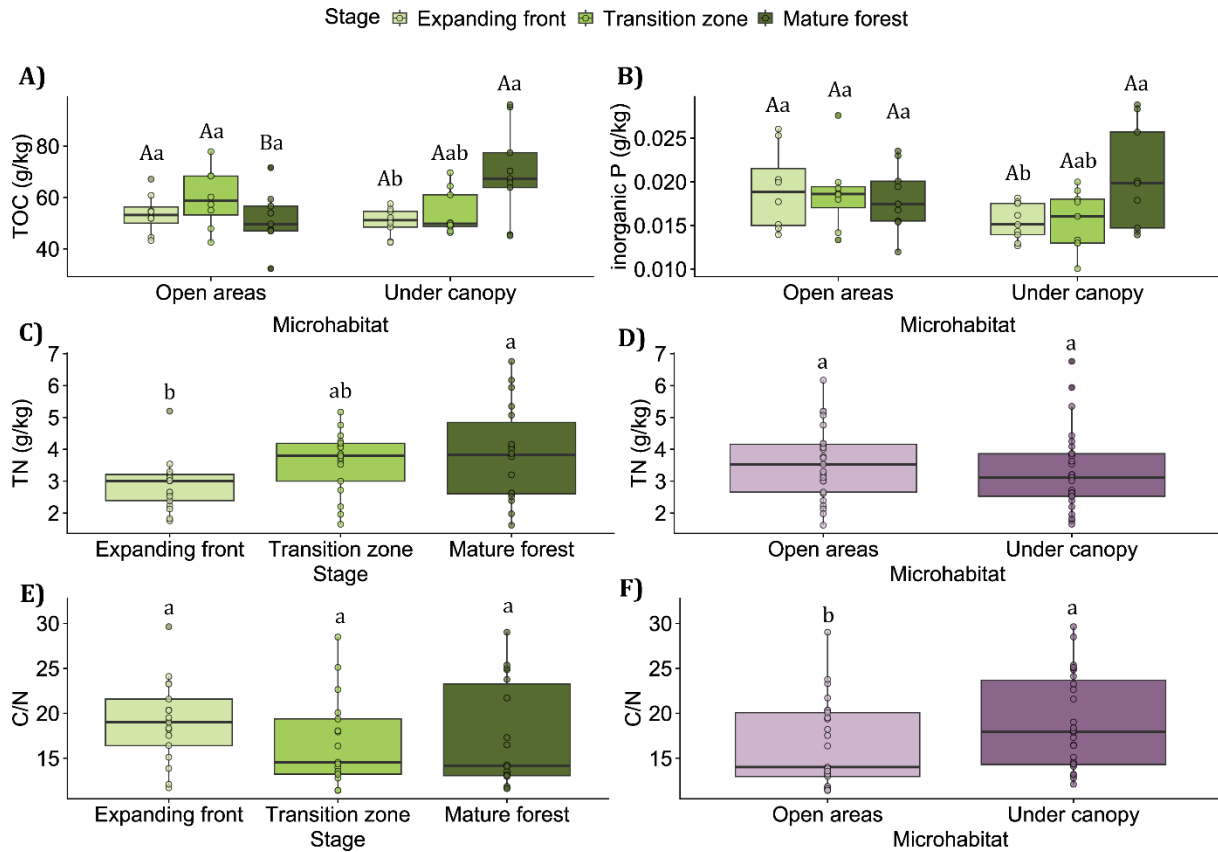 Stage Expanding front Transition zone Mature forest
A)
TOC (g/kg)
80
60
40
Aa Aa Ba Ab Aab Aa
Open areas Under canopy
Microhabitat
B)
inorganic P (g/kg)
0.025
0.020
0.015
0.010
Aa Aa Aa Ab Aab Aa
Open areas Under canopy
Microhabitat
C)
TN (g/kg)
7
6
5
4
3
2
b ab a
Expanding front Transition zone Mature forest
Stage
D)
TN (g/kg)
7
6
5
4
3
2
a a
Open areas Under canopy
Microhabitat
E)
C/N
30
25
20
15
a a a
Expanding front Transition zone Mature forest
Stage
F)
C/N
30
25
20
15
b a
Open areas Under canopy
Microhabitat